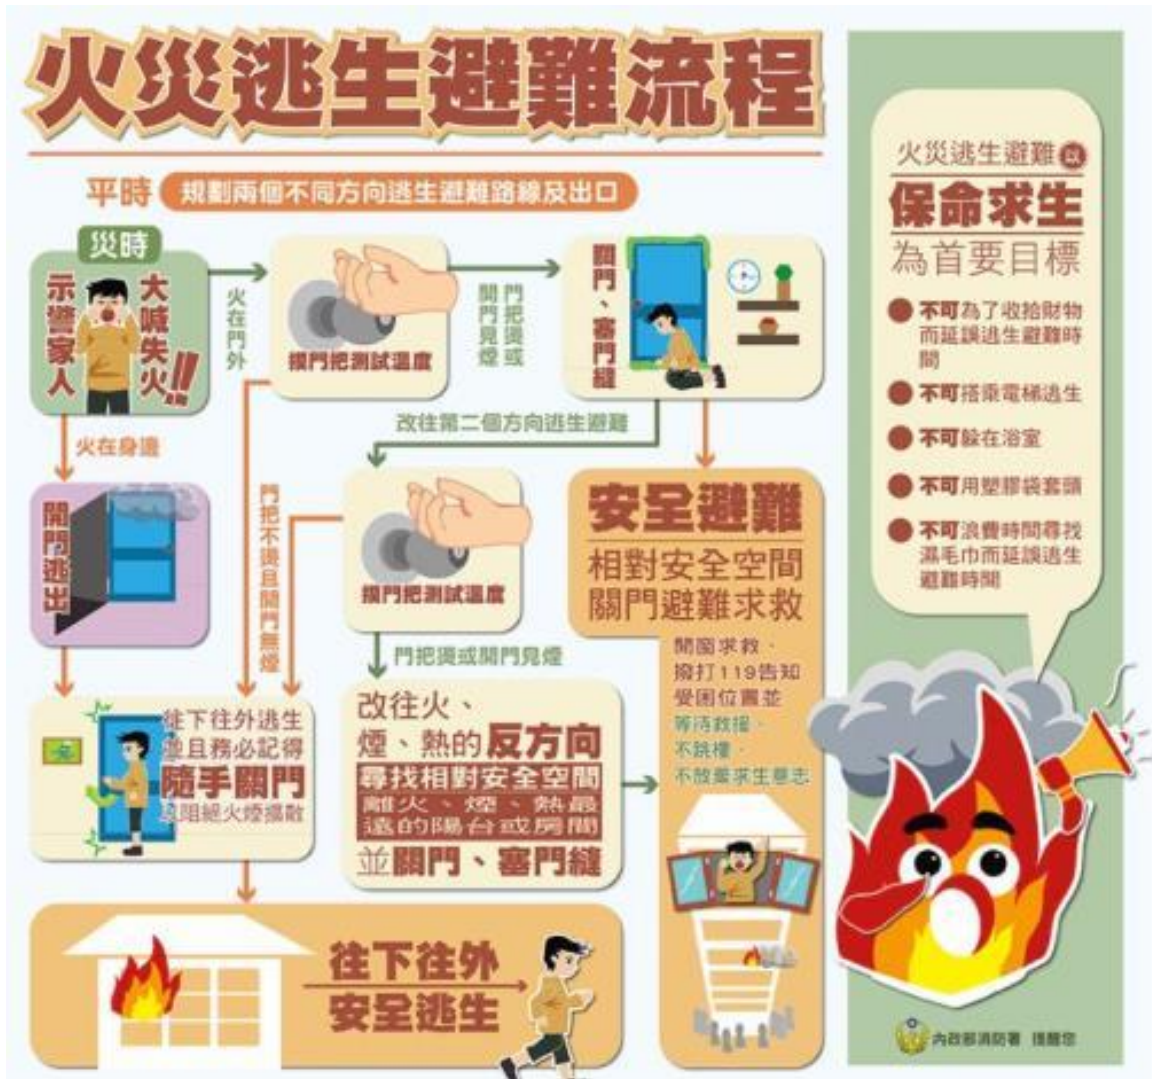 火災逃生避難流程
平時 規劃兩個不同方向逃生避難路線及出口
災時
大喊失火!!
示警家人
火在門外
摸門把測試溫度
門把燙或
開門見煙
關門、塞門縫
火在身邊
開門逃出
門把不燙且開門無煙
改往第二個方向逃生避難
摸門把測試溫度
門把燙或開門見煙
安全避難
相對安全空間
關門避難求救
開窗求救、
撥打119告知
受困位置並
等待救援、
不跳樓、
不放棄求生意志
往下往外逃生
並且務必記得
隨手關門
阻絕火煙擴散
改往火、
煙、熱的反方向
尋找相對安全空間
離火、煙、熱最
遠的陽台或房間
並關門、塞門縫
往下往外
安全逃生
火災逃生避難 以
保命求生
為首要目標
不可為了收拾財物
而延誤逃生避難時
間
不可搭乘電梯逃生
不可躲在浴室
不可用塑膠袋套頭
不可浪費時間尋找
濕毛巾而延誤逃生
避難時間
內政部消防署 提醒您